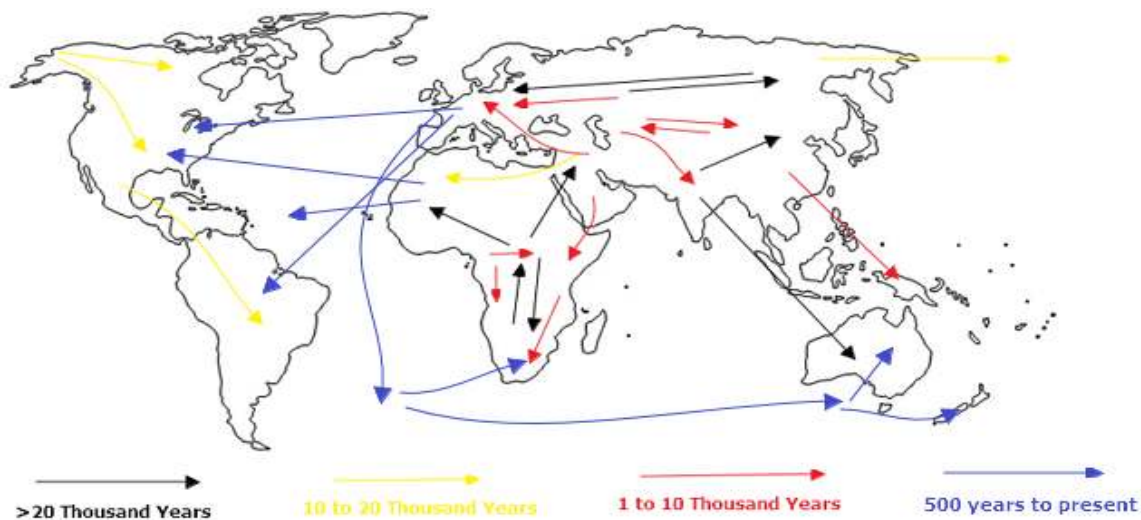 >20 Thousand Years
10 to 20 Thousand Years
1 to 10 Thousand Years
500 years to present